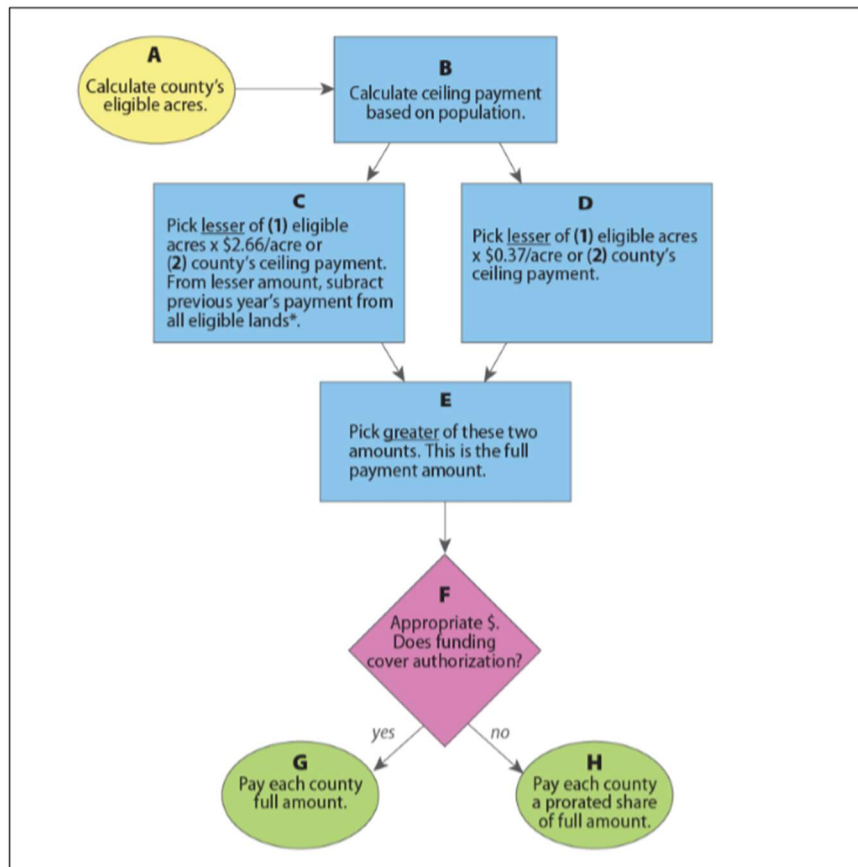 A
Calculate county's
eligible acres.
B
Calculate ceiling payment
based on population.
C
Pick lesser of (1) eligible
acres x $2.66/acre or
(2) county's ceiling payment.
From lesser amount, subract
previous year's payment from
all eligible lands*.
D
Pick lesser of (1) eligible acres
x $0.37/acre or (2) county's
ceiling payment.
E
Pick greater of these two
amounts. This is the full
payment amount.
F
Appropriate $.
Does funding
cover authorization?
yes
no
G
Pay each county
full amount.
H
Pay each county
a prorated share
of full amount.